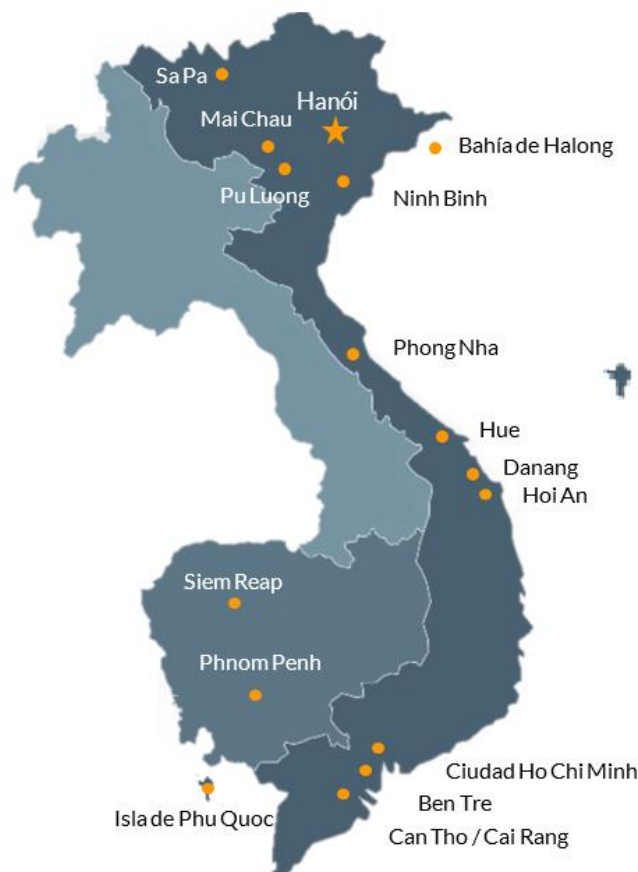 Sa Pa
Hanói
Mai Chau
Bahía de Halong
Pu Luong
Ninh Binh
Phong Nha
Hue
Danang
Hoi An
Siem Reap
Phnom Penh
Ciudad Ho Chi Minh
Ben Tre
Isla de Phu Quoc
Can Tho / Cai Rang